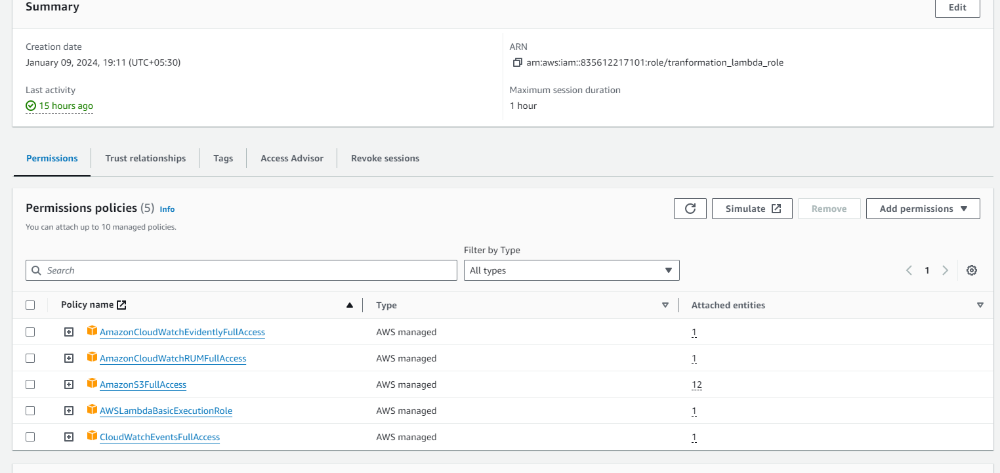 Summary
Edit
Creation date
January 09, 2024, 19:11 (UTC+05:30)
ARN
arn:aws:iam::835612217101:role/tranformation_lambda_role
Last activity
15 hours ago
Maximum session duration
1 hour
Permissions
Trust relationships
Tags
Access Advisor
Revoke sessions
Permissions policies (5) Info
You can attach up to 10 managed policies.
Simulate
Remove
Add permissions
Filter by Type
Search
All types
1
Policy name
Type
Attached entities
AmazonCloudWatchEvidentlyFullAccess AWS managed 1
AmazonCloudWatchRUMFullAccess AWS managed 1
AmazonS3FullAccess AWS managed 12
AWSLambdaBasicExecutionRole AWS managed 1
CloudWatchEventsFullAccess AWS managed 1